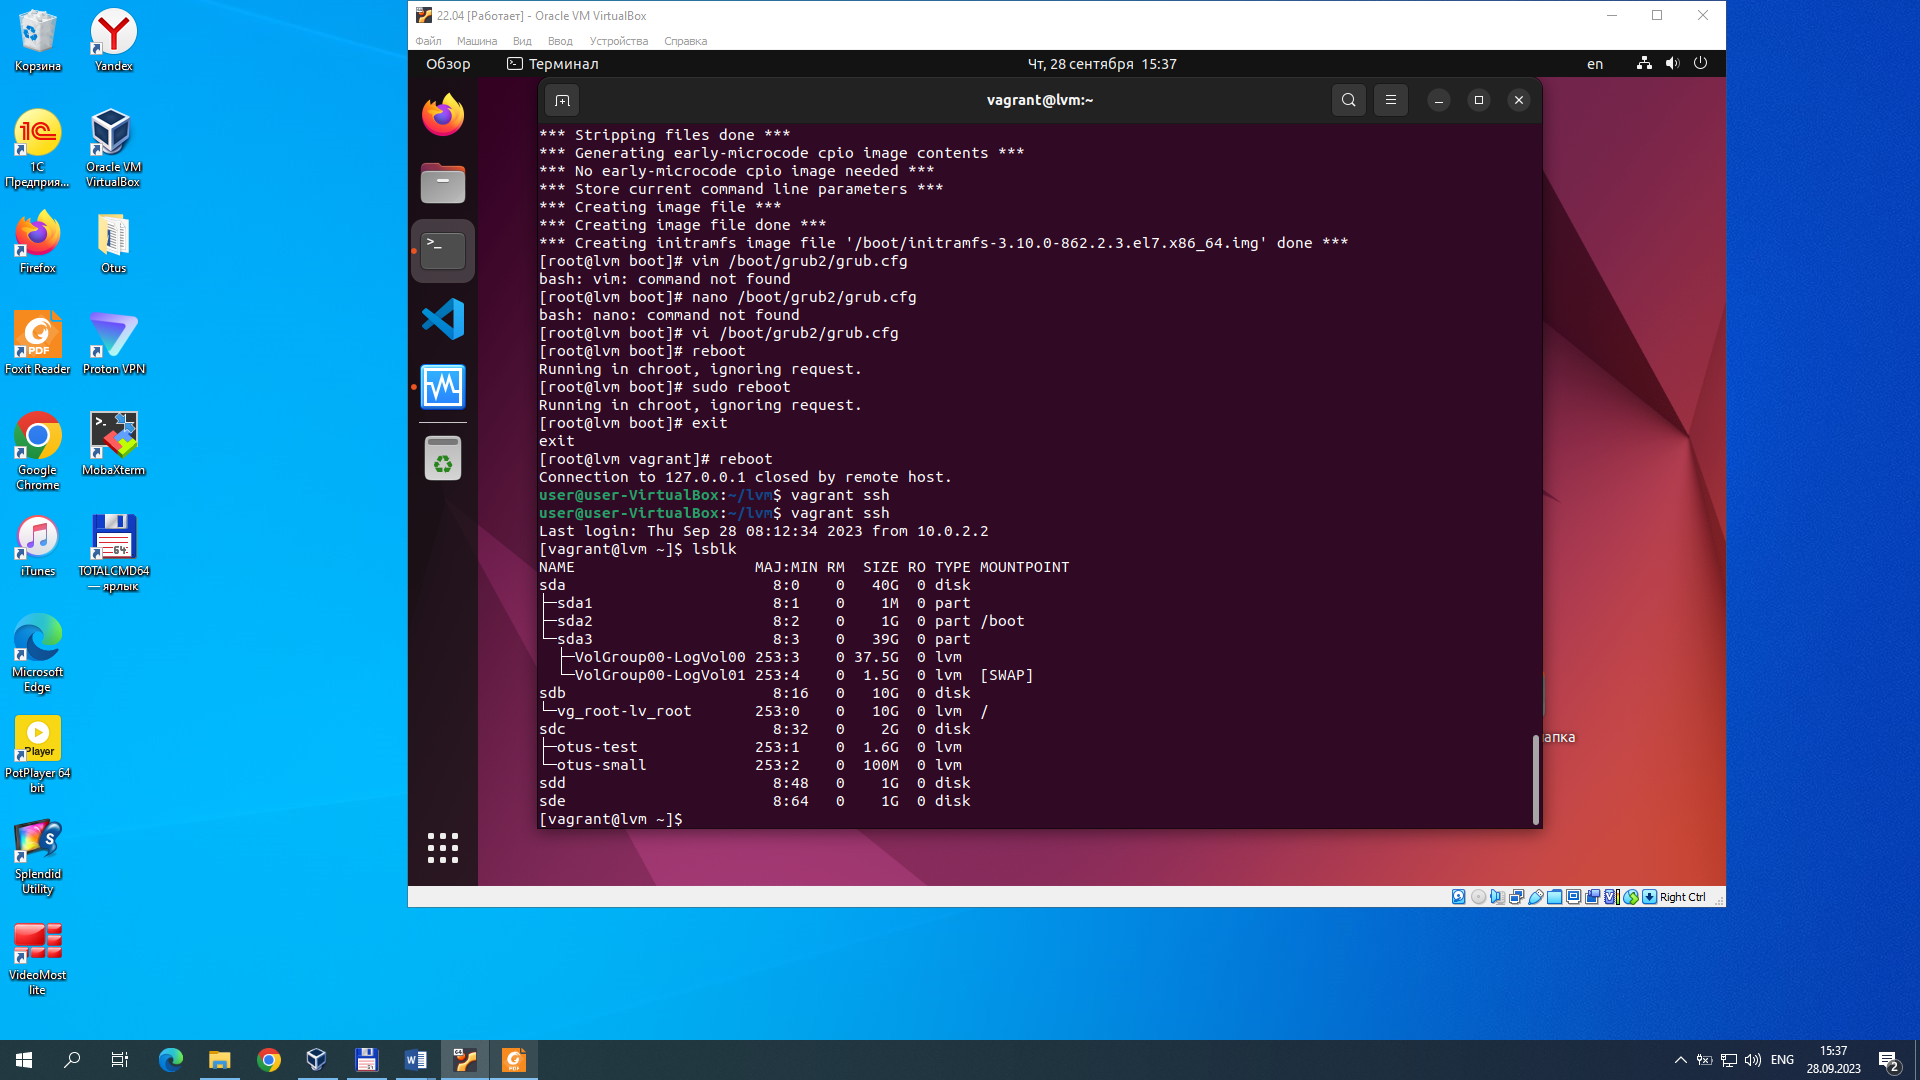 Корзина
Yandex
1C Предприя...
Oracle VM VirtualBox
Firefox
Otus
Foxit Reader
Proton VPN
Google Chrome
MobaXterm
iTunes
TOTALCMD64 — ярлык
Microsoft Edge
PotPlayer 64 bit
Splendid Utility
VideoMost lite
22.04 [Работает] - Oracle VM VirtualBox
Файл Машина Вид Ввод Устройства Справка
Обзор Терминал Чт, 28 сентября 15:37 en
vagrant@lvm:~
*** Stripping files done ***
*** Generating early-microcode cpio image contents ***
*** No early-microcode cpio image needed ***
*** Store current command line parameters ***
*** Creating image file ***
*** Creating image file done ***
*** Creating initramfs image file '/boot/initramfs-3.10.0-862.2.3.el7.x86_64.img' done ***
[root@lvm boot]# vim /boot/grub2/grub.cfg
bash: vim: command not found
[root@lvm boot]# nano /boot/grub2/grub.cfg
bash: nano: command not found
[root@lvm boot]# vi /boot/grub2/grub.cfg
[root@lvm boot]# reboot
Running in chroot, ignoring request.
[root@lvm boot]# sudo reboot
Running in chroot, ignoring request.
[root@lvm boot]# exit
exit
[root@lvm vagrant]# reboot
Connection to 127.0.0.1 closed by remote host.
user@user-VirtualBox:~/lvm$ vagrant ssh
user@user-VirtualBox:~/lvm$ vagrant ssh
Last login: Thu Sep 28 08:12:34 2023 from 10.0.2.2
[vagrant@lvm ~]$ lsblk
NAME MAJ:MIN RM SIZE RO TYPE MOUNTPOINT
sda 8:0 0 40G 0 disk
├─sda1 8:1 0 1M 0 part
├─sda2 8:2 0 1G 0 part /boot
└─sda3 8:3 0 39G 0 part
├─VolGroup00-LogVol00 253:3 0 37.5G 0 lvm
└─VolGroup00-LogVol01 253:4 0 1.5G 0 lvm [SWAP]
sdb 8:16 0 10G 0 disk
└─vg_root-lv_root 253:0 0 10G 0 lvm /
sdc 8:32 0 2G 0 disk
├─otus-test 253:1 0 1.6G 0 lvm
└─otus-small 253:2 0 100M 0 lvm
sdd 8:48 0 1G 0 disk
sde 8:64 0 1G 0 disk
[vagrant@lvm ~]$
апка
Right Ctrl
ENG
15:37
28.09.2023
2